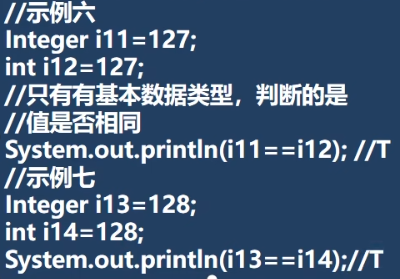 //示例六
Integer i11=127;
int i12=127;
//只有有基本数据类型，判断的是
//值是否相同
System.out.println(i11==i12); //T
//示例七
Integer i13=128;
int i14=128;
System.out.println(i13==i14);//T